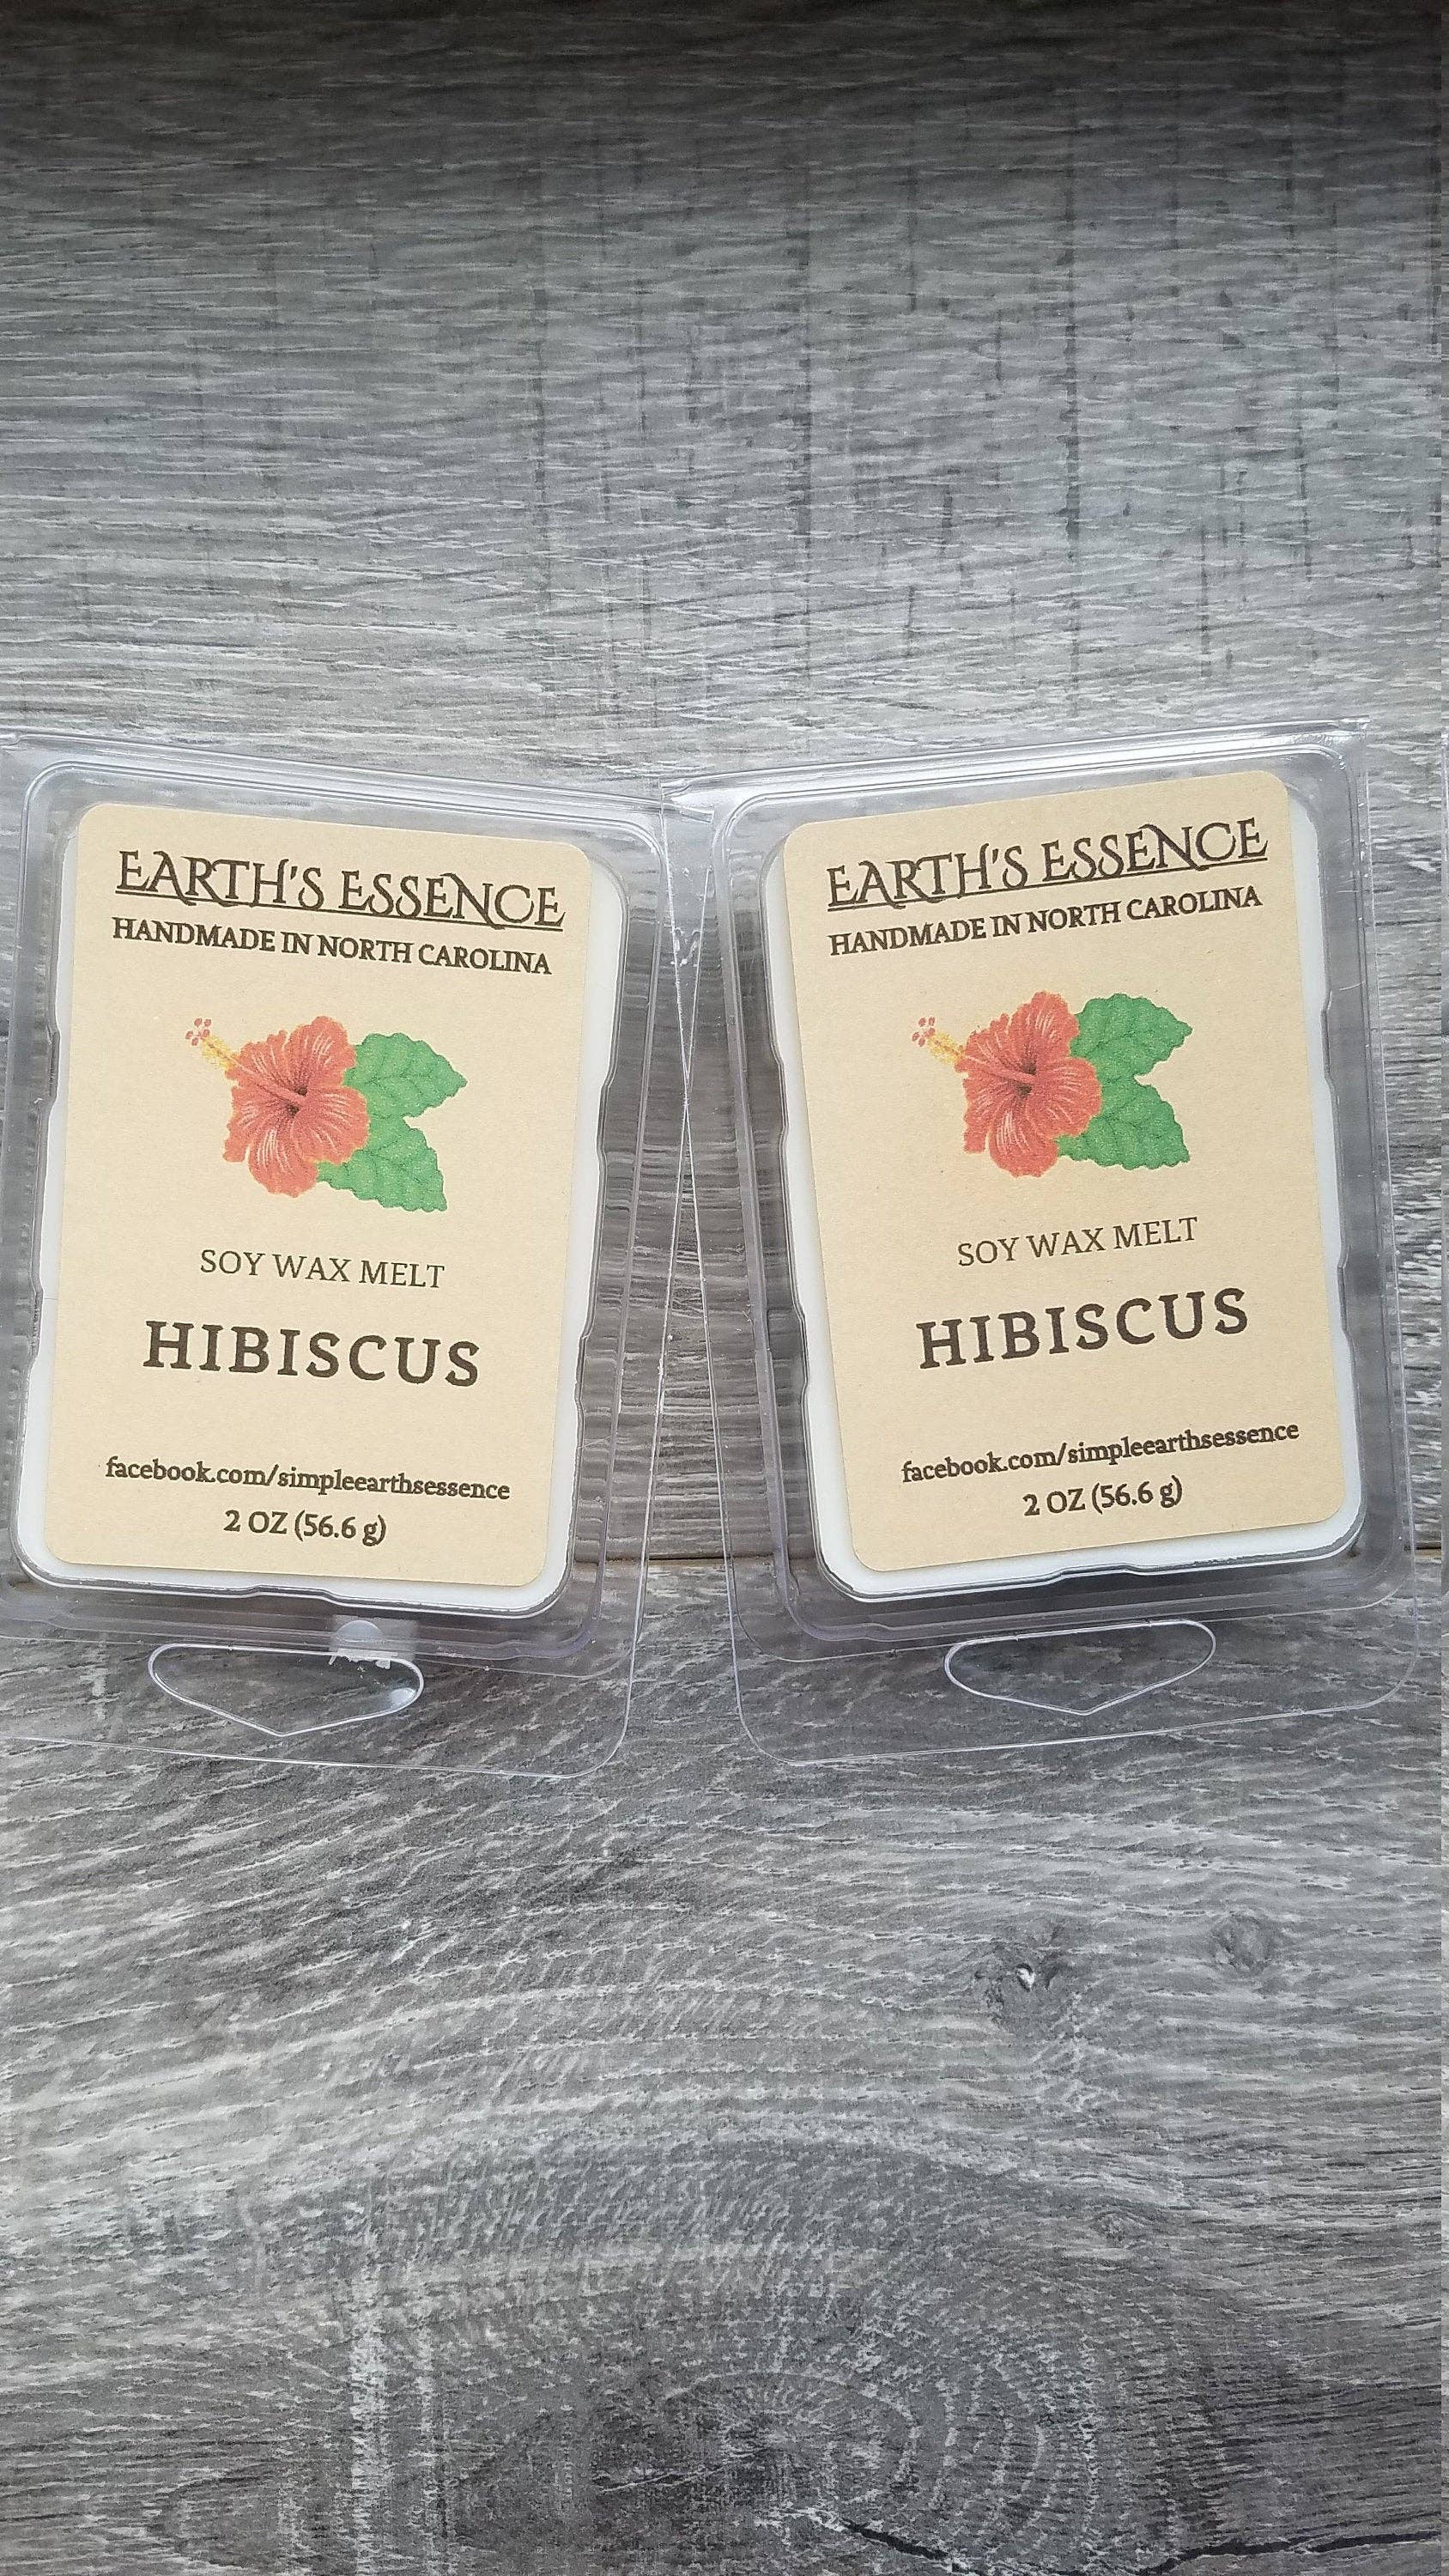 EARTH'S ESSENCE
HANDMADE IN NORTH CAROLINA
SOY WAX MELT
HIBISCUS
facebook.com/simpleearthsessence
2 OZ (56.6 g)
EARTH'S ESSENCE
HANDMADE IN NORTH CAROLINA
SOY WAX MELT
HIBISCUS
facebook.com/simpleearthsessence
2 OZ (56.6 g)